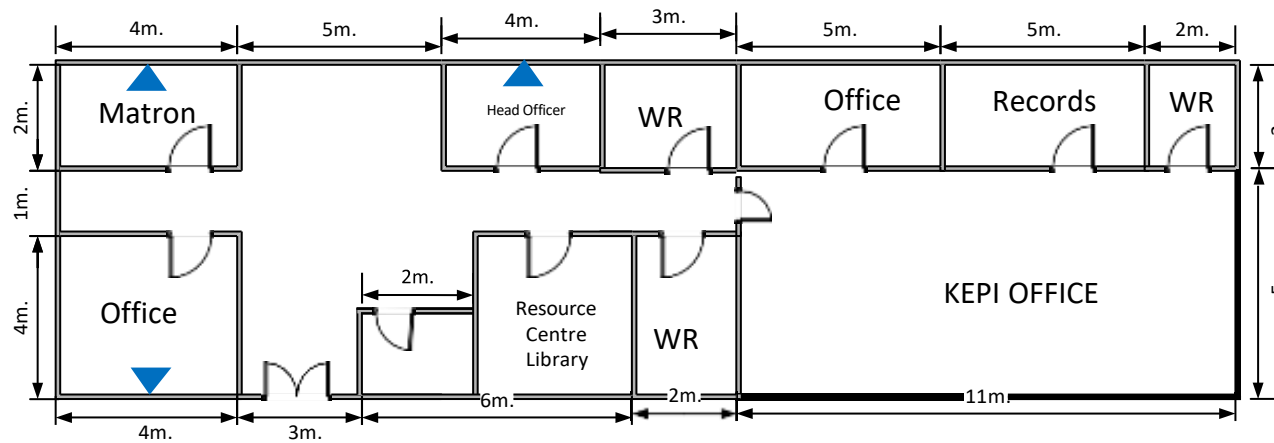 4m.
5m.
4m.
3m.
5m.
5m.
2m.
2m.
Matron
Head Officer
WR
Office
Records
WR
1m.
4m.
Office
2m.
Resource
Centre
Library
WR
KEPI OFFICE
4m.
3m.
6m.
2m.
11m.